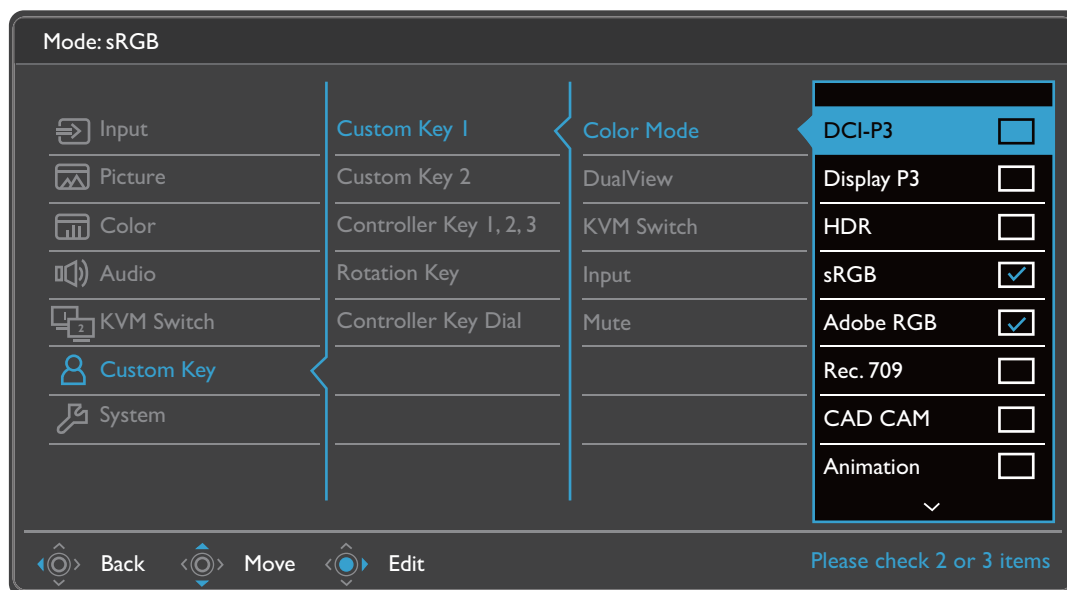 Mode: sRGB
Input
Picture
Color
Audio
1 2 KVM Switch
Custom Key
System
Custom Key 1
Custom Key 2
Controller Key 1, 2, 3
Rotation Key
Controller Key Dial
Color Mode
DualView
KVM Switch
Input
Mute
DCI-P3
Display P3
HDR
sRGB
Adobe RGB
Rec. 709
CAD CAM
Animation
Back Move Edit Please check 2 or 3 items